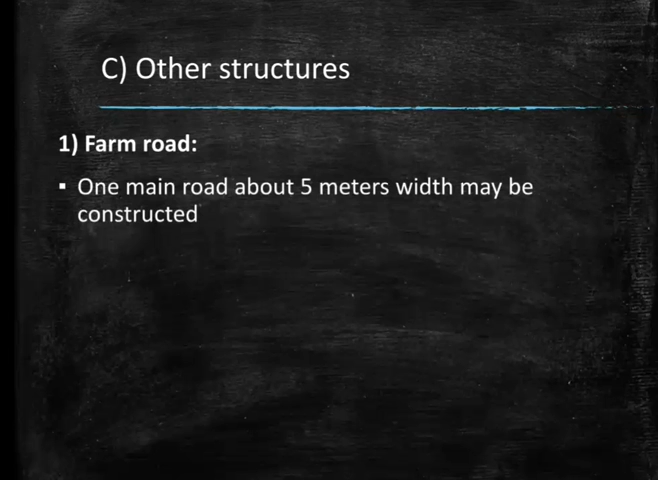 C) Other structures
1) Farm road:
▪ One main road about 5 meters width may be
constructed